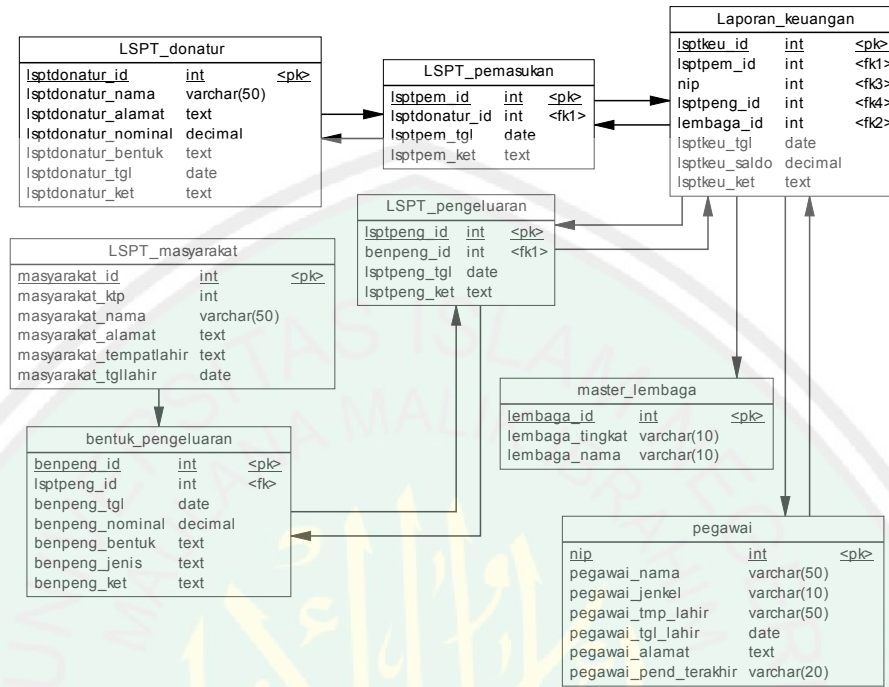 LSPT_donatur
lsptdonatur_id int <pk>
lsptdonatur_nama varchar(50)
lsptdonatur_alamat text
lsptdonatur_nominal decimal
lsptdonatur_bentuk text
lsptdonatur_tgl date
lsptdonatur_ket text
LSPT_pemasukan
lsptpem_id int <pk>
lsptdonatur_id int <fk1>
lsptpem_tgl date
lsptpem_ket text
Laporan_keuangan
lsptkeu_id int <pk>
lsptpem_id int <fk1>
nip int <fk3>
lsptpeng_id int <fk4>
lembaga_id int <fk2>
lsptkeu_tgl date
lsptkeu_saldo decimal
lsptkeu_ket text
LSPT_pengeluaran
lsptpeng_id int <pk>
benpeng_id int <fk1>
lsptpeng_tgl date
lsptpeng_ket text
LSPT_masyarakat
masyarakat_id int <pk>
masyarakat_ktp int
masyarakat_nama varchar(50)
masyarakat_alamat text
masyarakat_tempatlahir text
masyarakat_tgllahir date
master_lembaga
lembaga_id int <pk>
lembaga_tingkat varchar(10)
lembaga_nama varchar(10)
bentuk_pengeluaran
benpeng_id int <pk>
lsptpeng_id int <fk>
benpeng_tgl date
benpeng_nominal decimal
benpeng_bentuk text
benpeng_jenis text
benpeng_ket text
pegawai
nip int <pk>
pegawai_nama varchar(50)
pegawai_jenkel varchar(10)
pegawai_tmp_lahir varchar(50)
pegawai_tgl_lahir date
pegawai_alamat text
pegawai_pend_terakhir varchar(20)